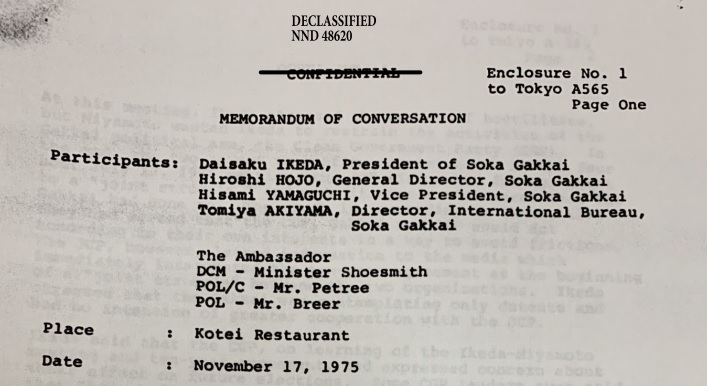 DECLASSIFIED
NND 48620
CONFIDENTIAL
Enclosure No. 1
to Tokyo A565
Page One
MEMORANDUM OF CONVERSATION
Participants: Daisaku IKEDA, President of Soka Gakkai
Hiroshi HOJO, General Director, Soka Gakkai
Hisami YAMAGUCHI, Vice President, Soka Gakkai
Tomiya AKIYAMA, Director, International Bureau,
Soka Gakkai
The Ambassador
DCM - Minister Shoesmith
POL/C - Mr. Petree
POL - Mr. Breer
Place : Kotei Restaurant
Date : November 17, 1975